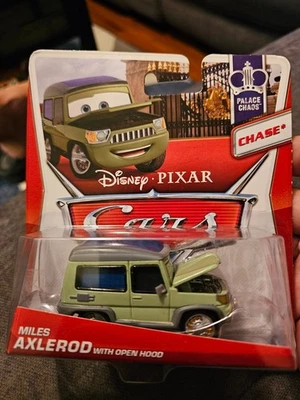 PALACE
CHAOS
CHASE*
DISNEY·PIXAR
Cars
MILES
AXLEROD WITH OPEN HOOD